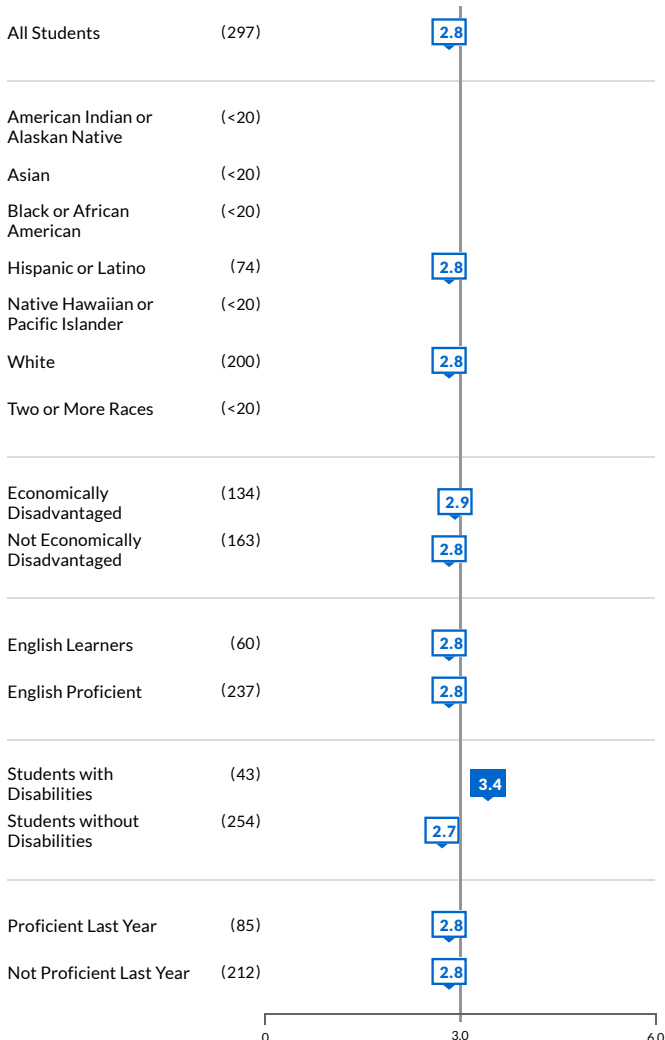 All Students (297) 2.8
American Indian or (<20)
Alaskan Native
Asian (<20)
Black or African (<20)
American
Hispanic or Latino (74) 2.8
Native Hawaiian or (<20)
Pacific Islander
White (200) 2.8
Two or More Races (<20)
Economically (134) 2.9
Disadvantaged
Not Economically (163) 2.8
Disadvantaged
English Learners (60) 2.8
English Proficient (237) 2.8
Students with (43) 3.4
Disabilities
Students without (254) 2.7
Disabilities
Proficient Last Year (85) 2.8
Not Proficient Last Year (212) 2.8
0 3.0 6.0